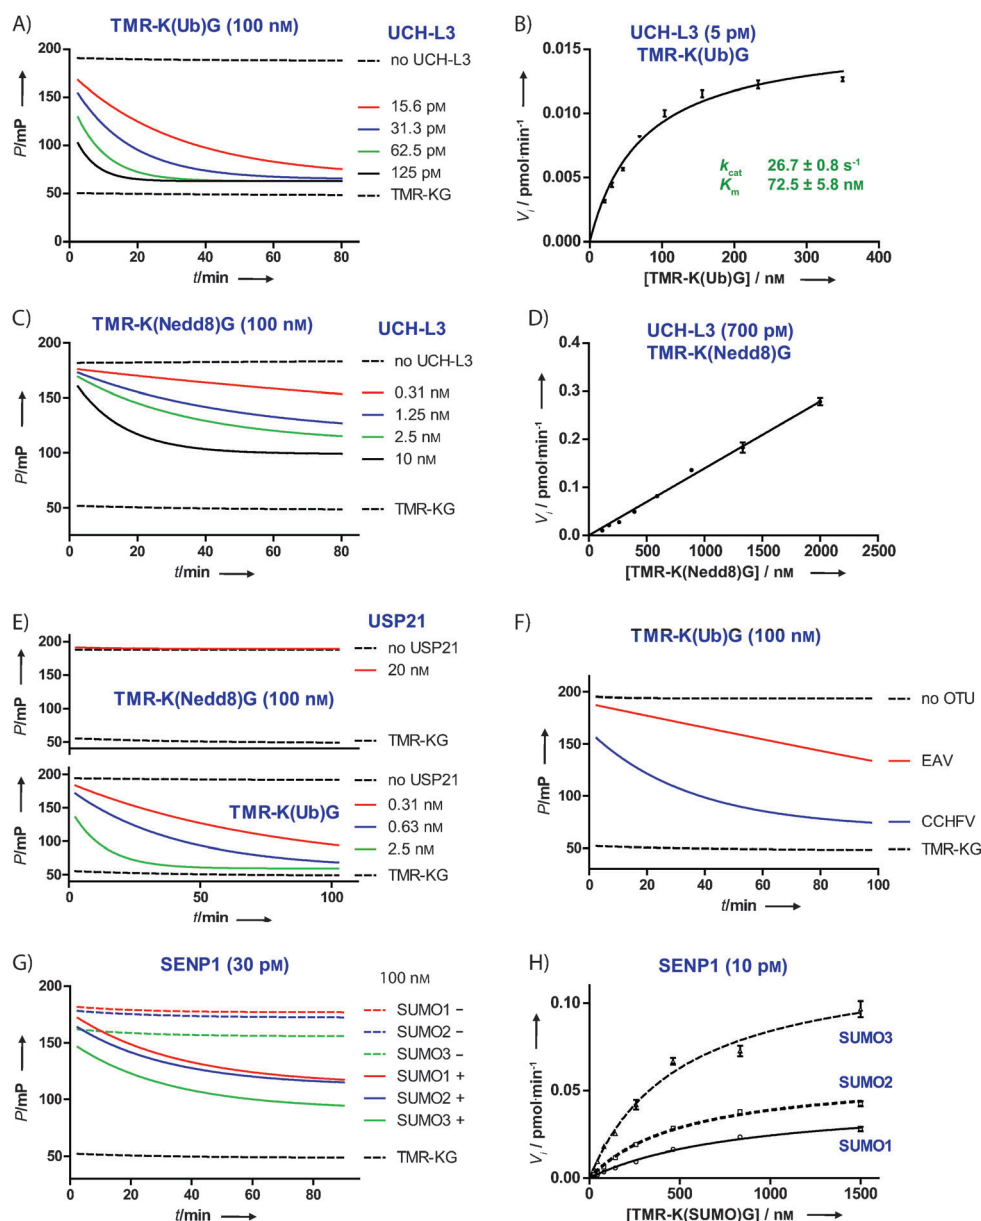 A)
TMR-K(Ub)G (100 nM)
UCH-L3
P/mP
200
150
100
50
0
0 20 40 60 80
t/min
no UCH-L3
15.6 pM
31.3 pM
62.5 pM
125 pM
TMR-KG
B)
UCH-L3 (5 pM)
TMR-K(Ub)G
Vi / pmol·min⁻¹
0.015
0.010
0.005
0.000
0 100 200 300 400
[TMR-K(Ub)G] / nM
kcat 26.7 ± 0.8 s⁻¹
Km 72.5 ± 5.8 nM
C)
TMR-K(Nedd8)G (100 nM)
UCH-L3
P/mP
200
150
100
50
0 20 40 60 80
t/min
no UCH-L3
0.31 nM
1.25 nM
2.5 nM
10 nM
TMR-KG
D)
UCH-L3 (700 pM)
TMR-K(Nedd8)G
Vi / pmol·min⁻¹
0.4
0.3
0.2
0.1
0.0
0 500 1000 1500 2000 2500
[TMR-K(Nedd8)G] / nM
E)
USP21
P/mP
200
150
100
50
TMR-K(Nedd8)G (100 nM)
no USP21
20 nM
TMR-KG
P/mP
200
150
100
50
TMR-K(Ub)G
0 50 100
t/min
no USP21
0.31 nM
0.63 nM
2.5 nM
TMR-KG
F)
TMR-K(Ub)G (100 nM)
P/mP
200
150
100
50
0 20 40 60 80 100
t/min
no OTU
EAV
CCHFV
TMR-KG
G)
SENP1 (30 pM)
100 nM
P/mP
200
150
100
50
0 20 40 60 80
t/min
SUMO1 −
SUMO2 −
SUMO3 −
SUMO1 +
SUMO2 +
SUMO3 +
TMR-KG
H)
SENP1 (10 pM)
Vi / pmol·min⁻¹
0.10
0.05
0.00
0 500 1000 1500
[TMR-K(SUMO)G] / nM
SUMO3
SUMO2
SUMO1